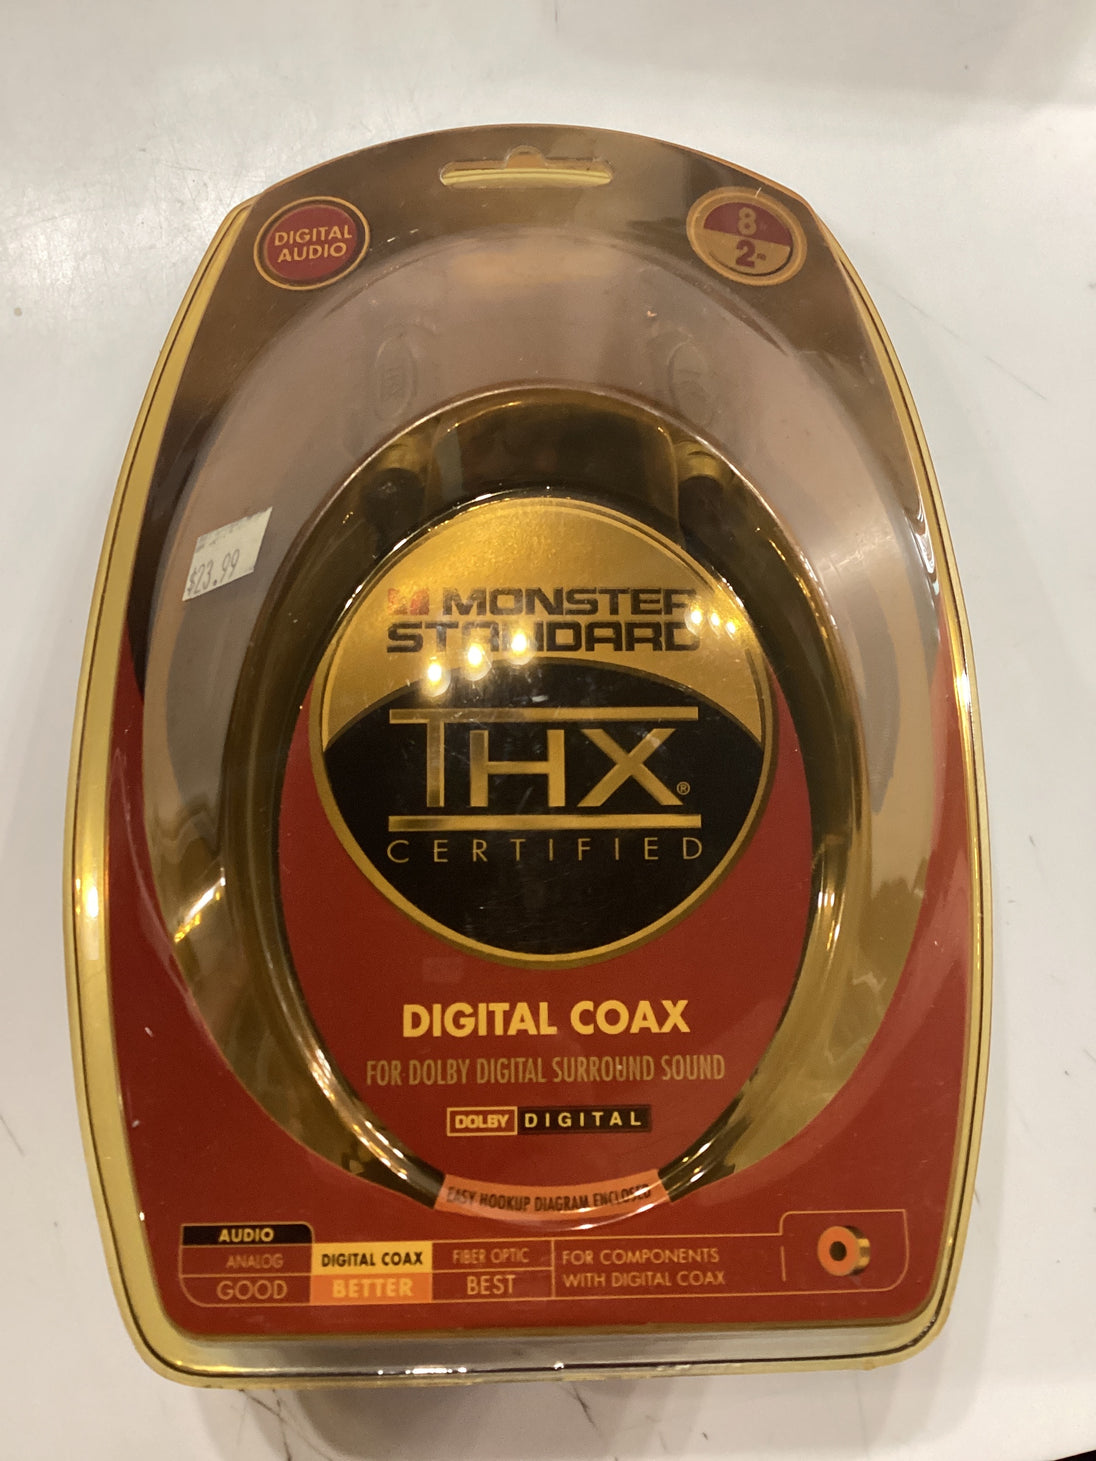 DIGITAL
AUDIO
8
2
$23.99
MONSTER
STANDARD
THX®
CERTIFIED
DIGITAL COAX
FOR DOLBY DIGITAL SURROUND SOUND
DOLBY DIGITAL
EASY HOOKUP DIAGRAM ENCLOSED
AUDIO
ANALOG
GOOD
DIGITAL COAX
BETTER
FIBER OPTIC
BEST
FOR COMPONENTS
WITH DIGITAL COAX